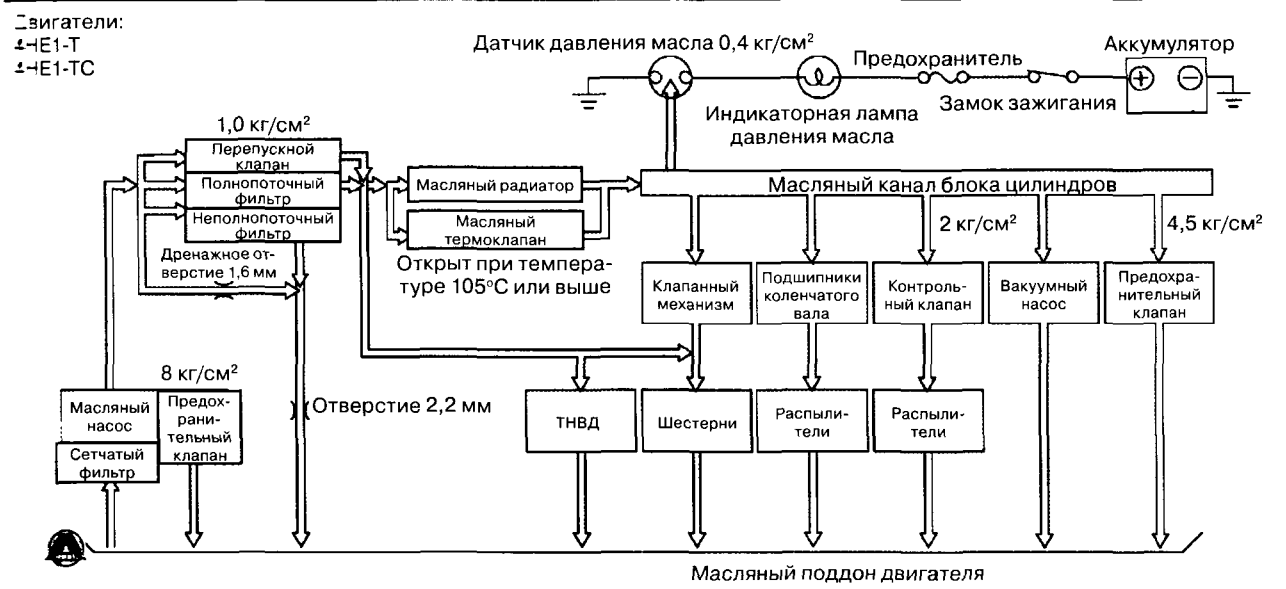 Двигатели:
4HE1-T
4HE1-TC
Датчик давления масла 0,4 кг/см²
Предохранитель
Аккумулятор
Замок зажигания
Индикаторная лампа
давления масла
1,0 кг/см²
Перепускной
клапан
Полнопоточный
фильтр
Неполнопоточный
фильтр
Дренажное от-
верстие 1,6 мм
Масляный радиатор
Масляный
термоклапан
Открыт при темпера-
туре 105°С или выше
Масляный канал блока цилиндров
2 кг/см²
4,5 кг/см²
Клапанный
механизм
Подшипники
коленчатого
вала
Контроль-
ный клапан
Вакуумный
насос
Предохра-
нительный
клапан
8 кг/см²
Масляный
насос
Предох-
рани-
тельный
клапан
Сетчатый
фильтр
Отверстие 2,2 мм
ТНВД
Шестерни
Распыли-
тели
Распыли-
тели
Масляный поддон двигателя